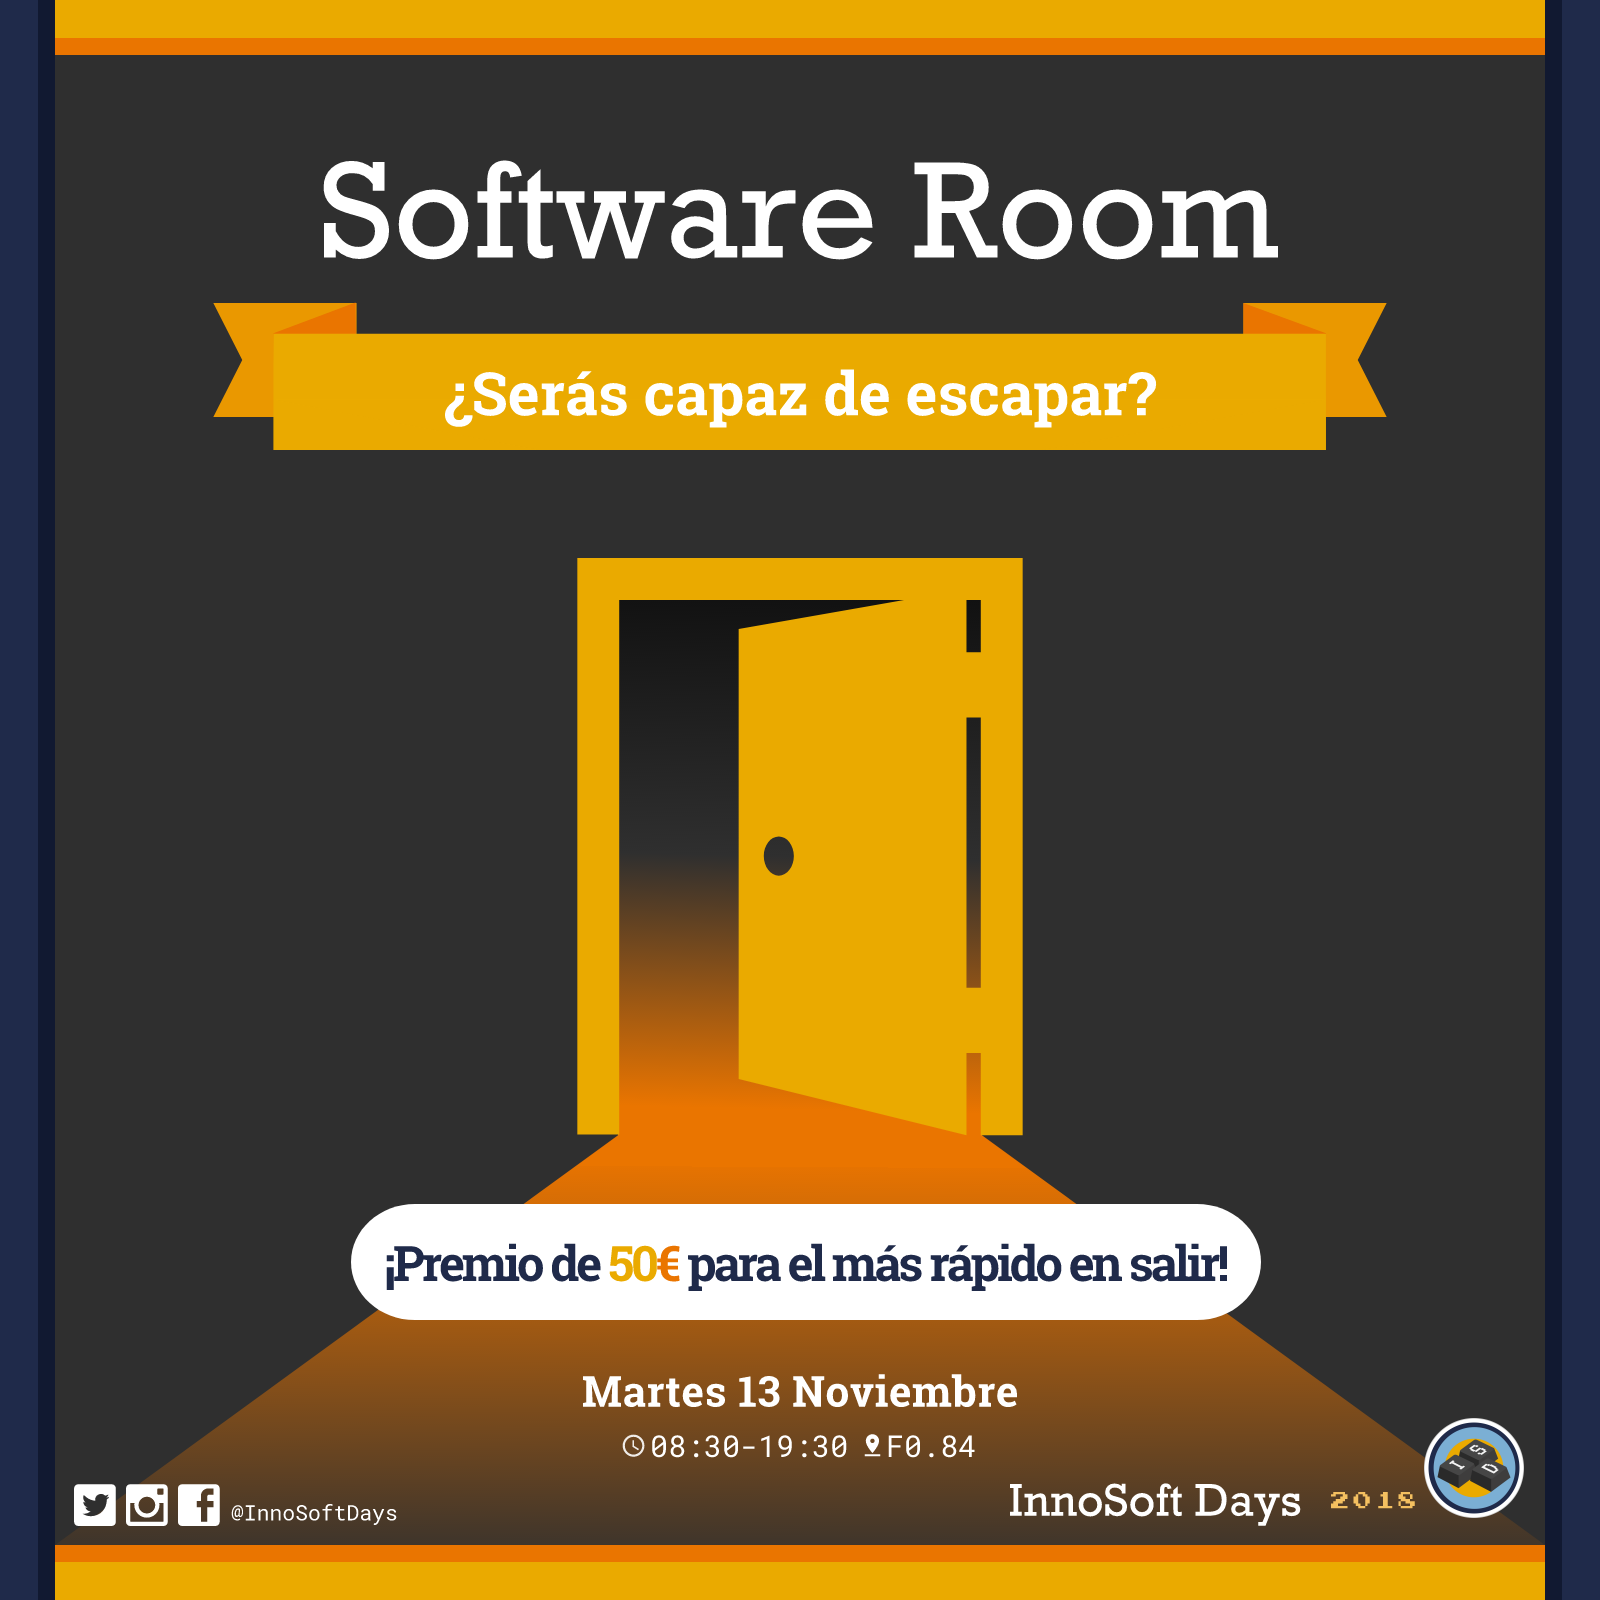 Software Room
¿Serás capaz de escapar?
¡Premio de 50€ para el más rápido en salir!
Martes 13 Noviembre
08:30-19:30 F0.84
@InnoSoftDays
InnoSoft Days 2018
I S D